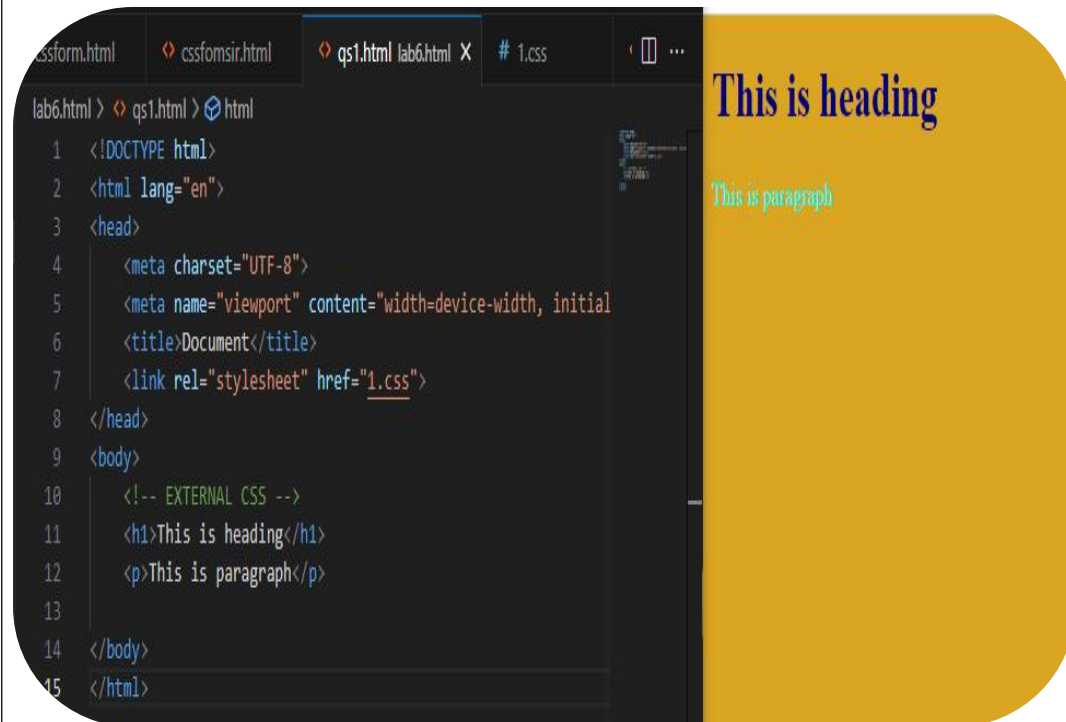 cssform.html cssfomsir.html qs1.html lab6.html X # 1.css ...
lab6.html > qs1.html > html
1 <!DOCTYPE html>
2 <html lang="en">
3 <head>
4 <meta charset="UTF-8">
5 <meta name="viewport" content="width=device-width, initial
6 <title>Document</title>
7 <link rel="stylesheet" href="1.css">
8 </head>
9 <body>
10 <!-- EXTERNAL CSS -->
11 <h1>This is heading</h1>
12 <p>This is paragraph</p>
13
14 </body>
15 </html>
This is heading
This is paragraph